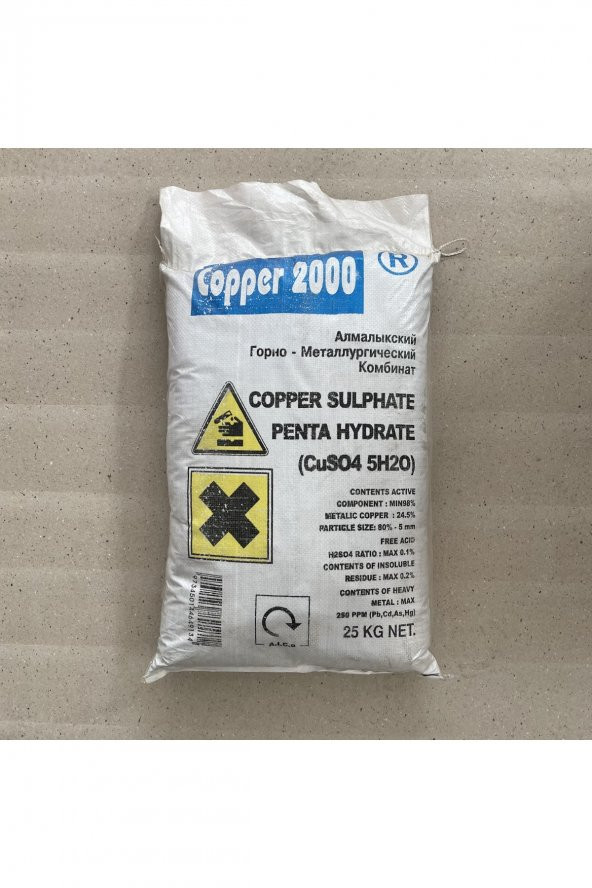 Copper 2000 ®
Алмалыкский
Горно - Металлургический
Комбинат
COPPER SULPHATE
PENTA HYDRATE
(CuSO4 5H2O)
CONTENTS ACTIVE
COMPONENT : MIN98%
METALIC COPPER : 24.5%
PARTICLE SIZE: 80% - 5 mm
FREE ACID
H2SO4 RATIO : MAX 0.1%
CONTENTS OF INSOLUBLE
RESIDUE : MAX 0.2%
CONTENTS OF HEAVY
METAL : MAX
250 PPM (Pb,Cd,As,Hg)
25 KG NET.